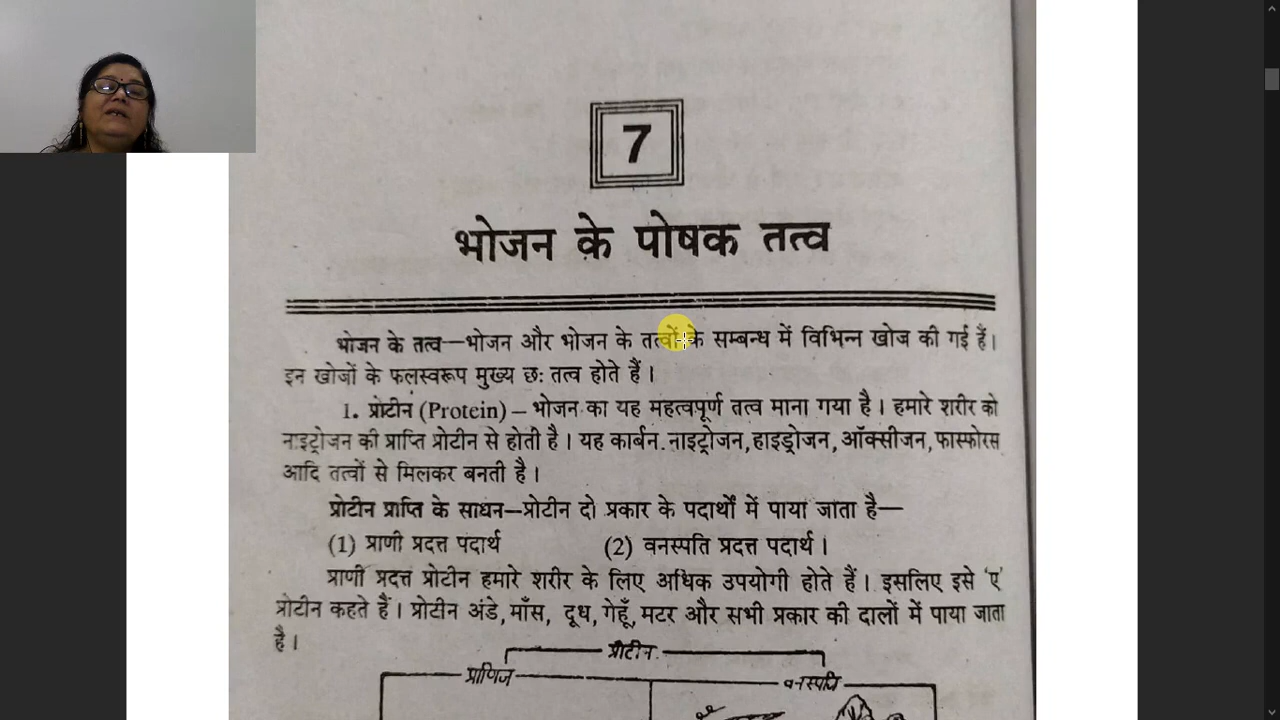 7
भोजन के पोषक तत्व
भोजन के तत्व—भोजन और भोजन के तत्वों के सम्बन्ध में विभिन्न खोज की गई हैं।
इन खोजों के फलस्वरूप मुख्य छः तत्व होते हैं।
1. प्रोटीन (Protein) – भोजन का यह महत्वपूर्ण तत्व माना गया है। हमारे शरीर को
नाइट्रोजन की प्राप्ति प्रोटीन से होती है। यह कार्बन. नाइट्रोजन, हाइड्रोजन, ऑक्सीजन, फास्फोरस
आदि तत्वों से मिलकर बनती है।
प्रोटीन प्राप्ति के साधन—प्रोटीन दो प्रकार के पदार्थों में पाया जाता है—
(1) प्राणी प्रदत्त पदार्थ (2) वनस्पति प्रदत्त पदार्थ।
प्राणी प्रदत्त प्रोटीन हमारे शरीर के लिए अधिक उपयोगी होते हैं। इसलिए इसे ‘ए’
प्रोटीन कहते हैं। प्रोटीन अंडे, माँस, दूध, गेहूँ, मटर और सभी प्रकार की दालों में पाया जाता
है।
प्रोटीन
प्राणिज वनस्पति